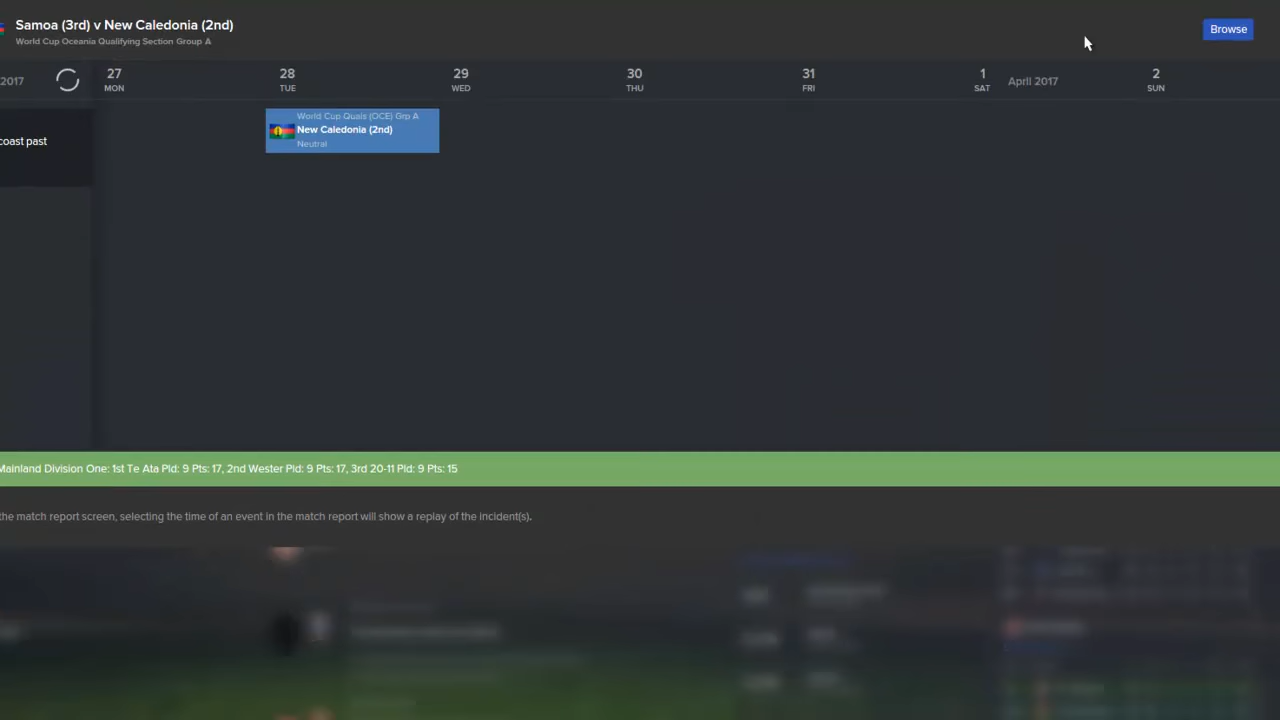 Samoa (3rd) v New Caledonia (2nd)
World Cup Oceania Qualifying Section Group A
Browse
2017
27
MON
28
TUE
29
WED
30
THU
31
FRI
1
SAT
April 2017
2
SUN
World Cup Quals (OCE) Grp A
New Caledonia (2nd)
Neutral
coast past
Mainland Division One: 1st Te Ata Pld: 9 Pts: 17, 2nd Wester Pld: 9 Pts: 17, 3rd 20-11 Pld: 9 Pts: 15
the match report screen, selecting the time of an event in the match report will show a replay of the incident(s).